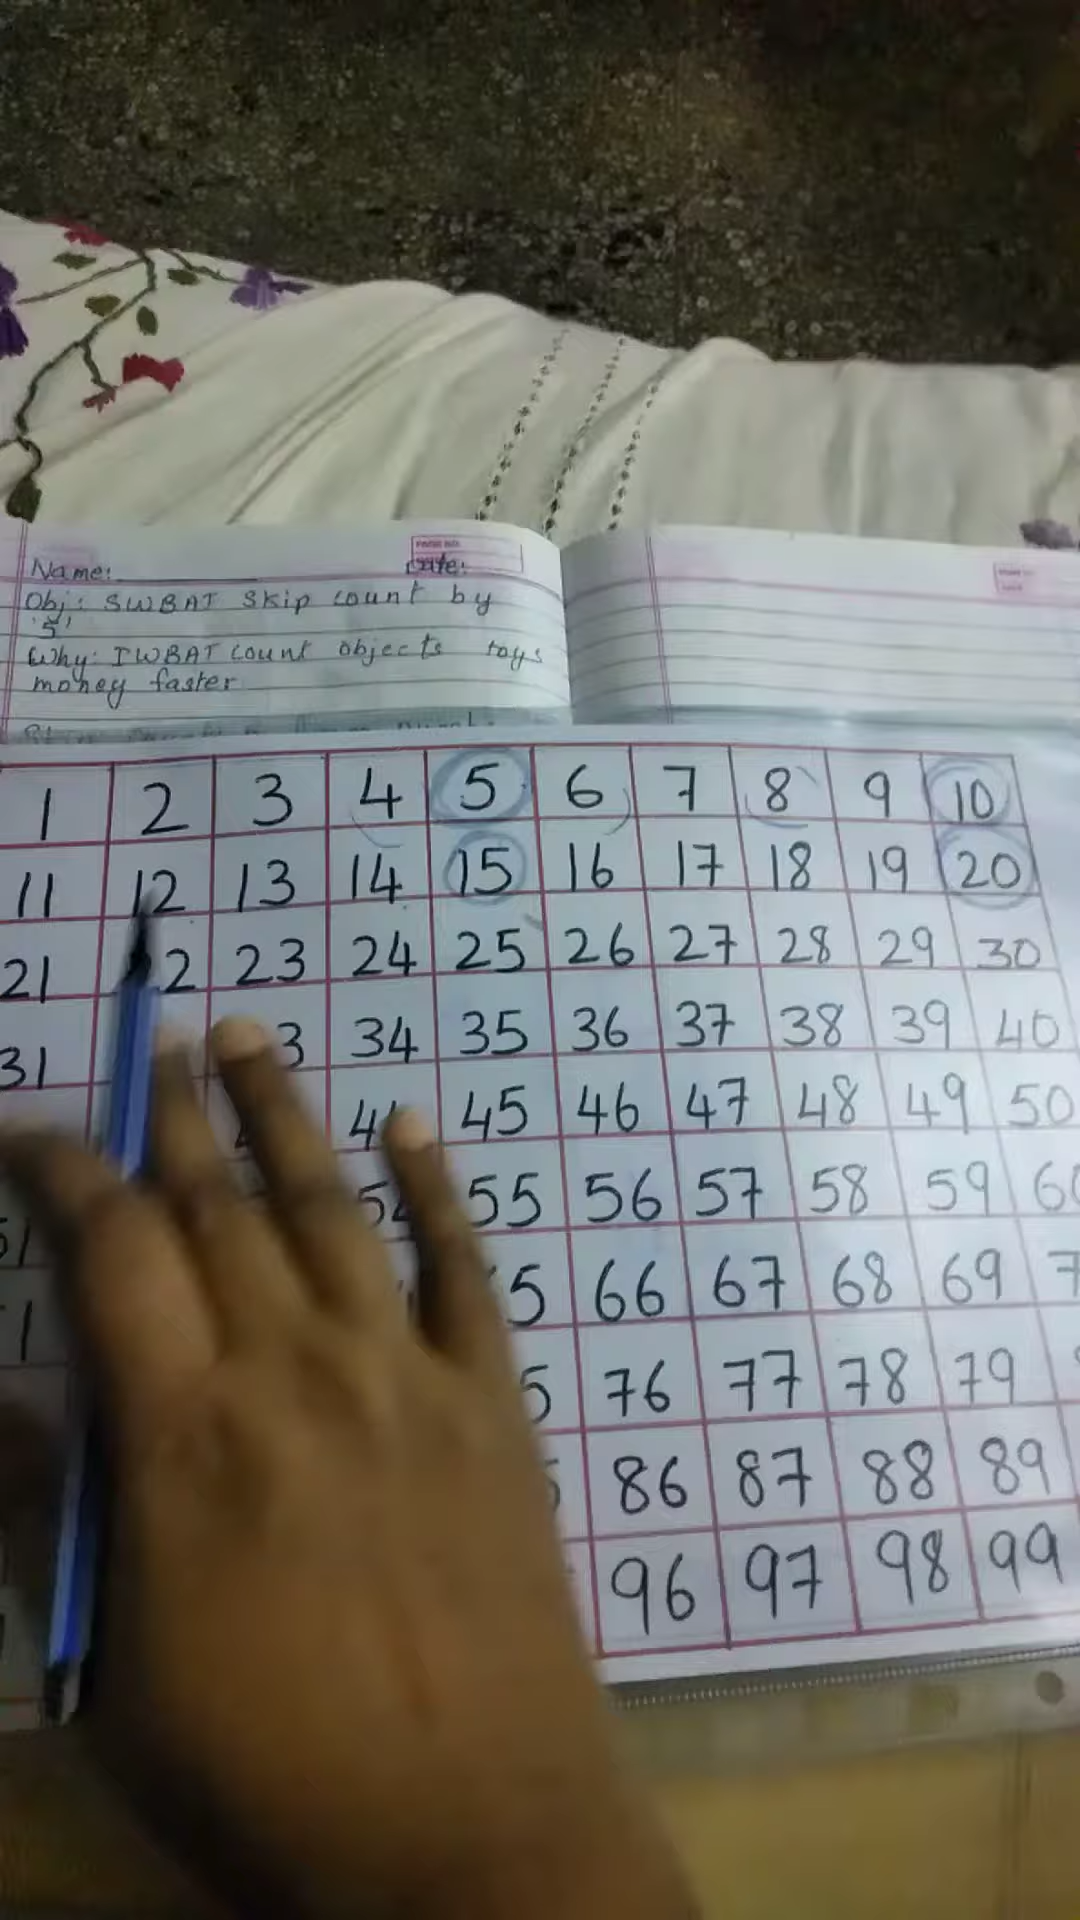 Name:
Date:
Obj: SWBAT Skip count by
'5'
Why: IWBAT count objects toys
money faster
1 2 3 4 5 6 7 8 9 10
11 12 13 14 15 16 17 18 19 20
21 23 24 25 26 27 28 29 30
31 34 35 36 37 38 39 40
45 46 47 48 49 50
55 56 57 58 59
66 67 68 69
76 77 78 79
86 87 88 89
96 97 98 99